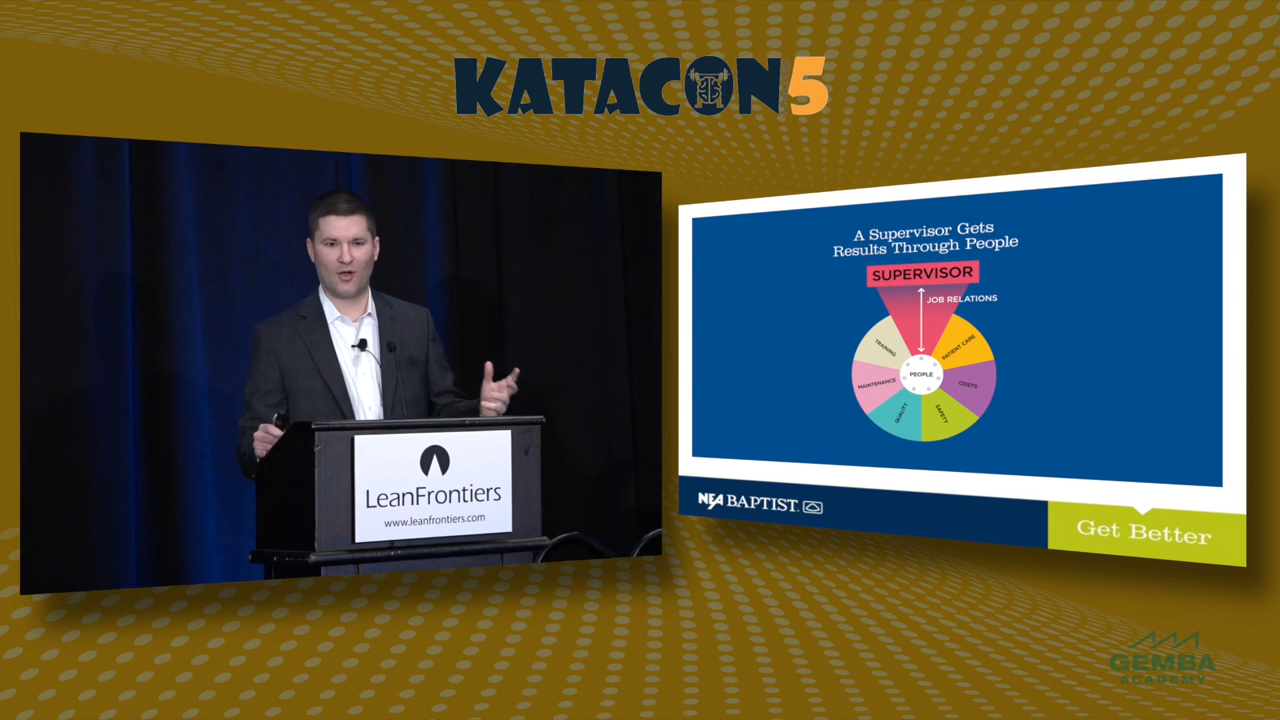 KATACON5
LeanFrontiers
www.leanfrontiers.com
A Supervisor Gets
Results Through People
SUPERVISOR
JOB RELATIONS
TRAINING
PATIENT CARE
PEOPLE
MAINTENANCE
COSTS
QUALITY
SAFETY
NEA BAPTIST
Get Better
GEMBA
ACADEMY